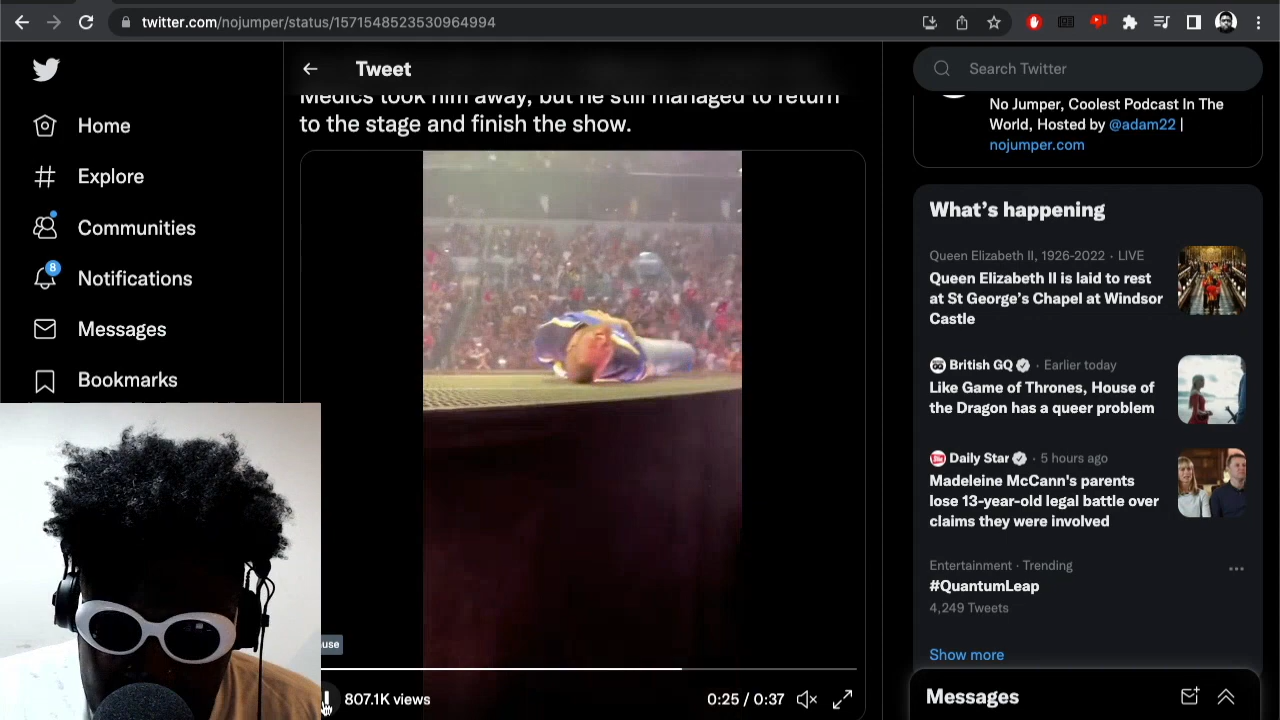 twitter.com/nojumper/status/1571548523530964994
Home
Explore
Communities
8
Notifications
Messages
Bookmarks
Tweet
Medics took him away, but he still managed to return
to the stage and finish the show.
use
807.1K views
0:25 / 0:37
Search Twitter
No Jumper, Coolest Podcast In The
World, Hosted by @adam22 |
nojumper.com
What's happening
Queen Elizabeth II, 1926-2022 · LIVE
Queen Elizabeth II is laid to rest
at St George's Chapel at Windsor
Castle
British GQ · Earlier today
Like Game of Thrones, House of
the Dragon has a queer problem
Daily Star · 5 hours ago
Madeleine McCann's parents
lose 13-year-old legal battle over
claims they were involved
Entertainment · Trending
#QuantumLeap
4,249 Tweets
Show more
Messages